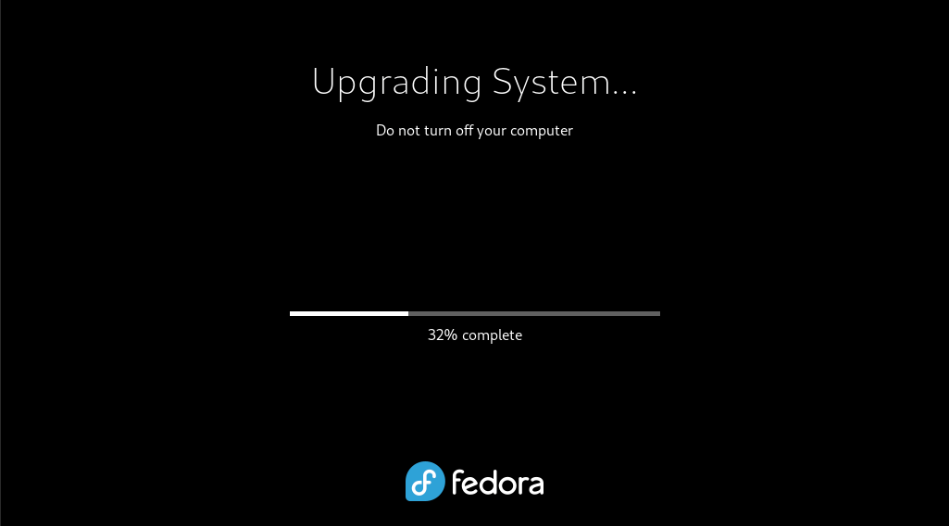 Upgrading System...
Do not turn off your computer
32% complete
fedora